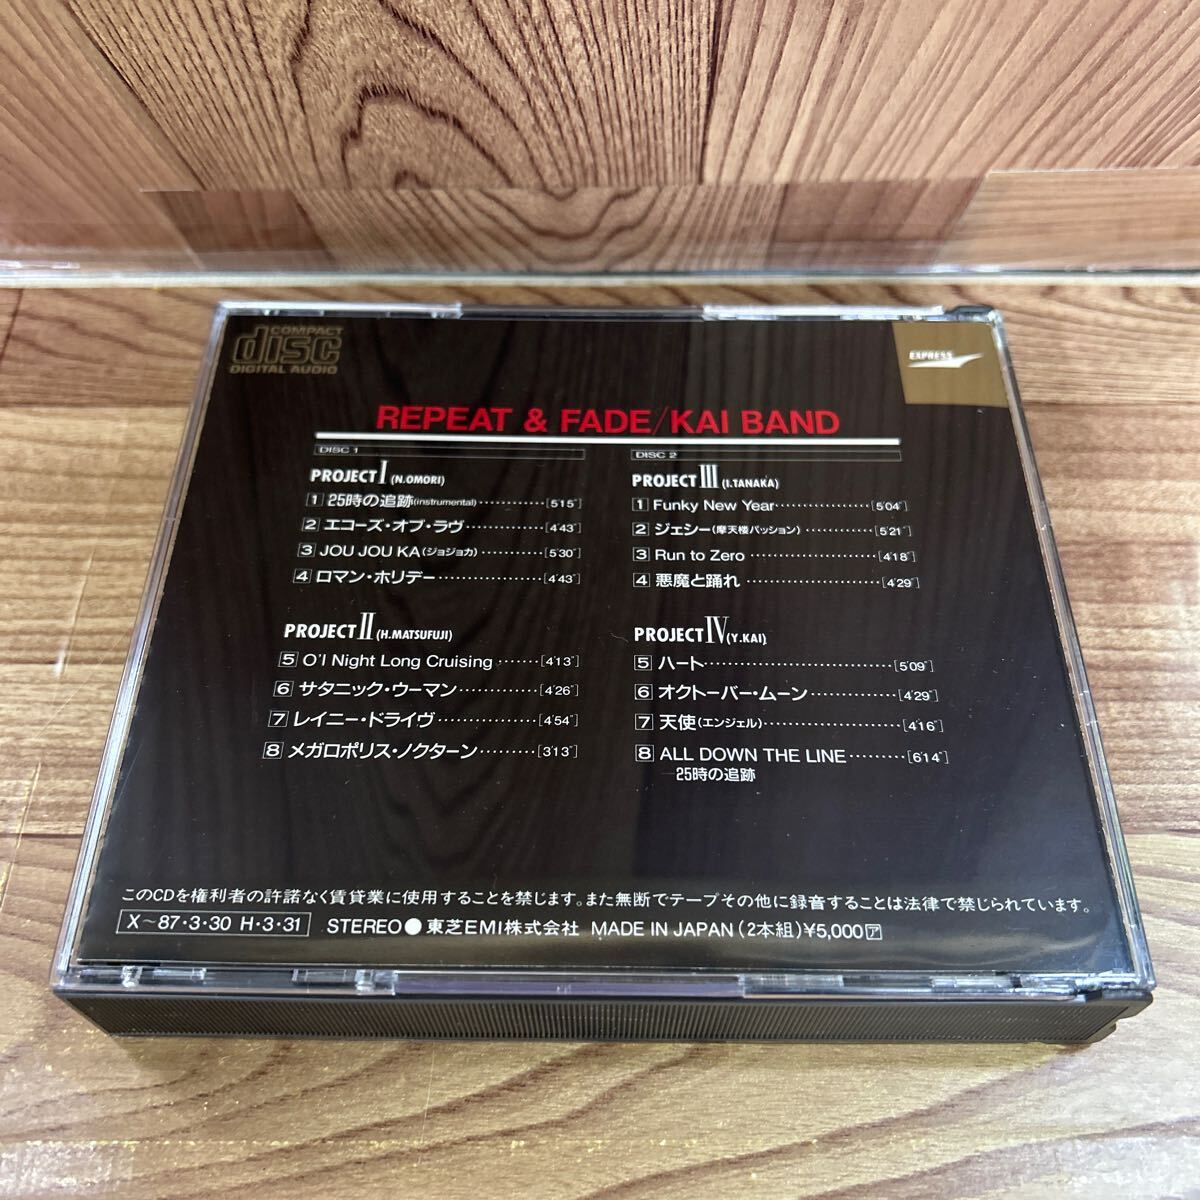 COMPACT
disc
DIGITAL AUDIO
EXPRESS
REPEAT & FADE/KAI BAND
DISC 1
PROJECT I (N.OMORI)
1 25時の追跡(instrumental)············[5'15"]
2 エコーズ・オブ・ラヴ············[4'43"]
3 JOU JOU KA(ジョジョカ)············[5'30"]
4 ロマン・ホリデー··················[4'43"]
PROJECT II (H.MATSUFUJI)
5 O'l Night Long Cruising·······[4'13"]
6 サタニック・ウーマン············[4'26"]
7 レイニー・ドライヴ···············[4'54"]
8 メガロポリス・ノクターン·········[3'13"]
DISC 2
PROJECT III (I.TANAKA)
1 Funky New Year··················[5'04"]
2 ジェシー(摩天楼パッション)············[5'21"]
3 Run to Zero ····················[4'18"]
4 悪魔と踊れ ·····················[4'29"]
PROJECT IV (Y.KAI)
5 ハート······························[5'09"]
6 オクトーバー・ムーン···············[4'29"]
7 天使(エンジェル)·····················[4'16"]
8 ALL DOWN THE LINE·········[6'14"]
—25時の追跡
このCDを権利者の許諾なく賃貸業に使用することを禁じます。また無断でテープその他に録音することは法律で禁じられています。
X〜87・3・30 H・3・31 STEREO● 東芝EMI株式会社 MADE IN JAPAN (2本組)¥5,000ア